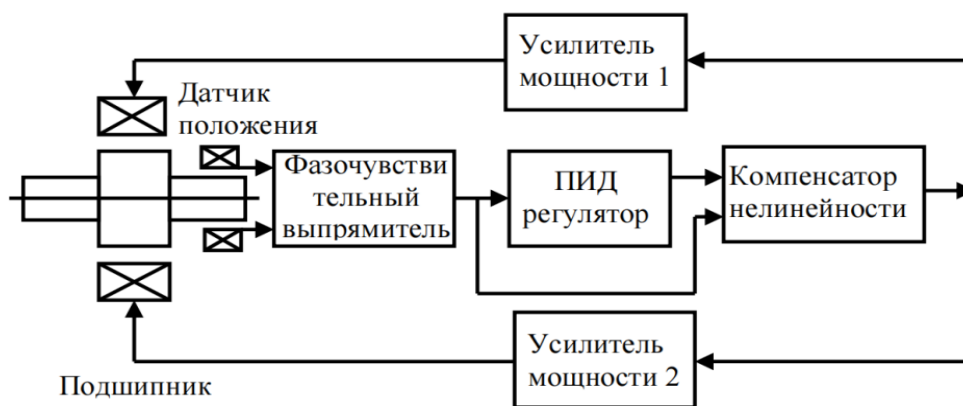 Усилитель
мощности 1
Датчик
положения
Фазочувстви
тельный
выпрямитель
ПИД
регулятор
Компенсатор
нелинейности
Усилитель
мощности 2
Подшипник